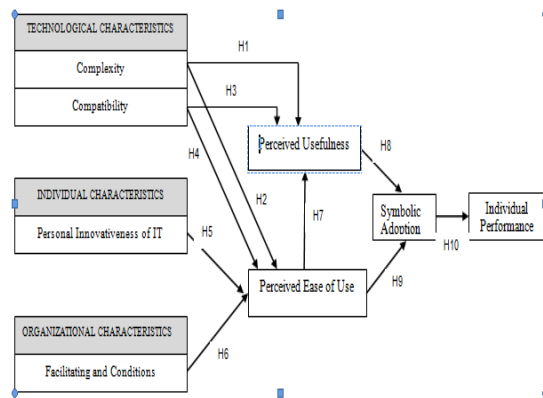 TECHNOLOGICAL CHARACTERISTICS
Complexity
Compatibility
H1
H3
H4
Perceived Usefulness
H8
INDIVIDUAL CHARACTERISTICS
Personal Innovativeness of IT
H2
H5
H7
Symbolic
Adoption
Individual
Performance
H10
Perceived Ease of Use
H9
ORGANIZATIONAL CHARACTERISTICS
Facilitating and Conditions
H6